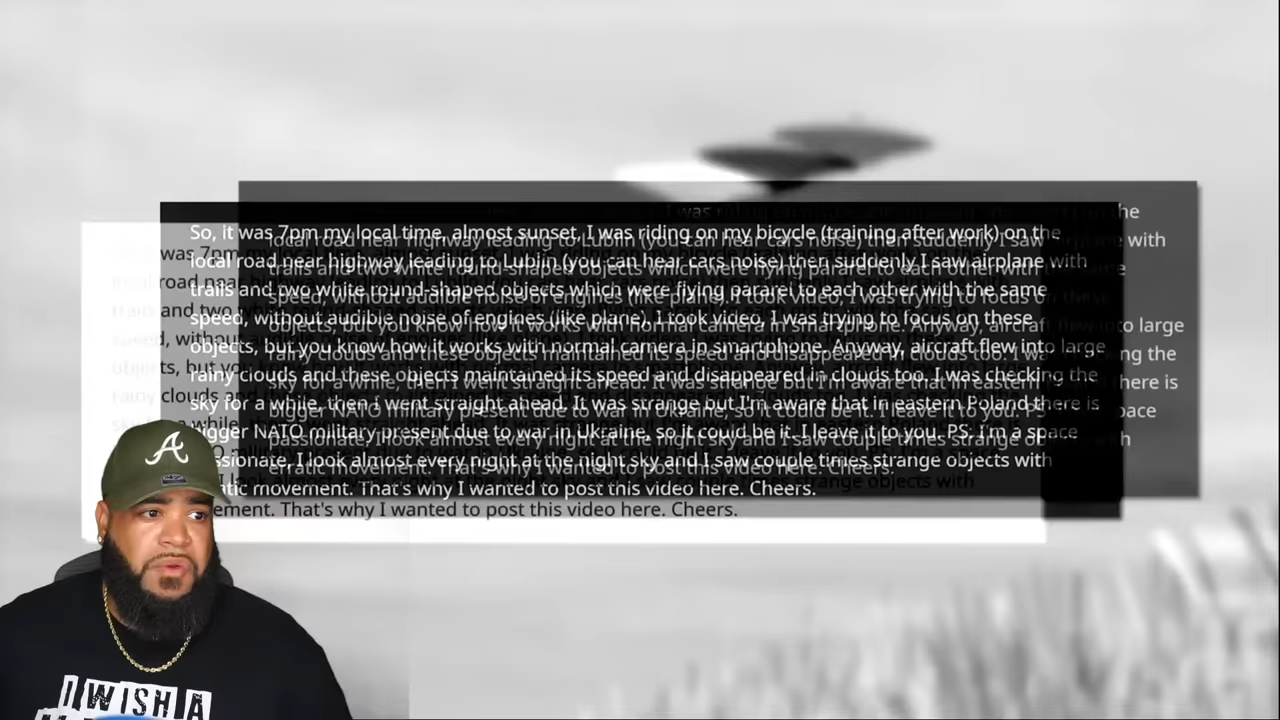 So, it was 7pm my local time, almost sunset, I was riding on my bicycle (training after work) on the
local road near highway leading to Lublin (you can hear cars noise) then suddenly I saw airplane with
trails and two white round-shaped objects which were flying pararel to each other with the same
speed, without audible noise of engines (like plane). I took video, I was trying to focus on these
objects, but you know how it works with normal camera in smartphone. Anyway, aircraft flew into large
rainy clouds and these objects maintained its speed and disappeared in clouds too. I was checking the
sky for a while, then I went straight ahead. It was strange but I'm aware that in eastern Poland there is
bigger NATO military present due to war in Ukraine, so it could be it. I leave it to you. PS: I'm a space
passionate, I look almost every night at the night sky and I saw couple times strange objects with
erratic movement. That's why I wanted to post this video here. Cheers.
A
I WISH A